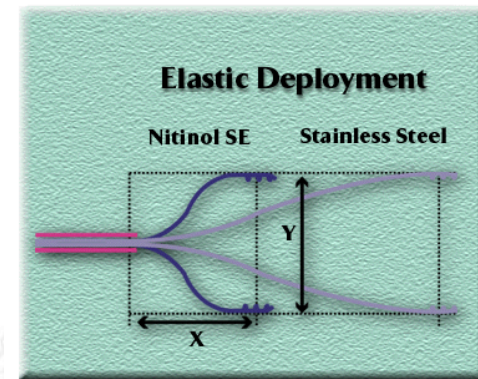 Elastic Deployment
Nitinol SE Stainless Steel
Y
X